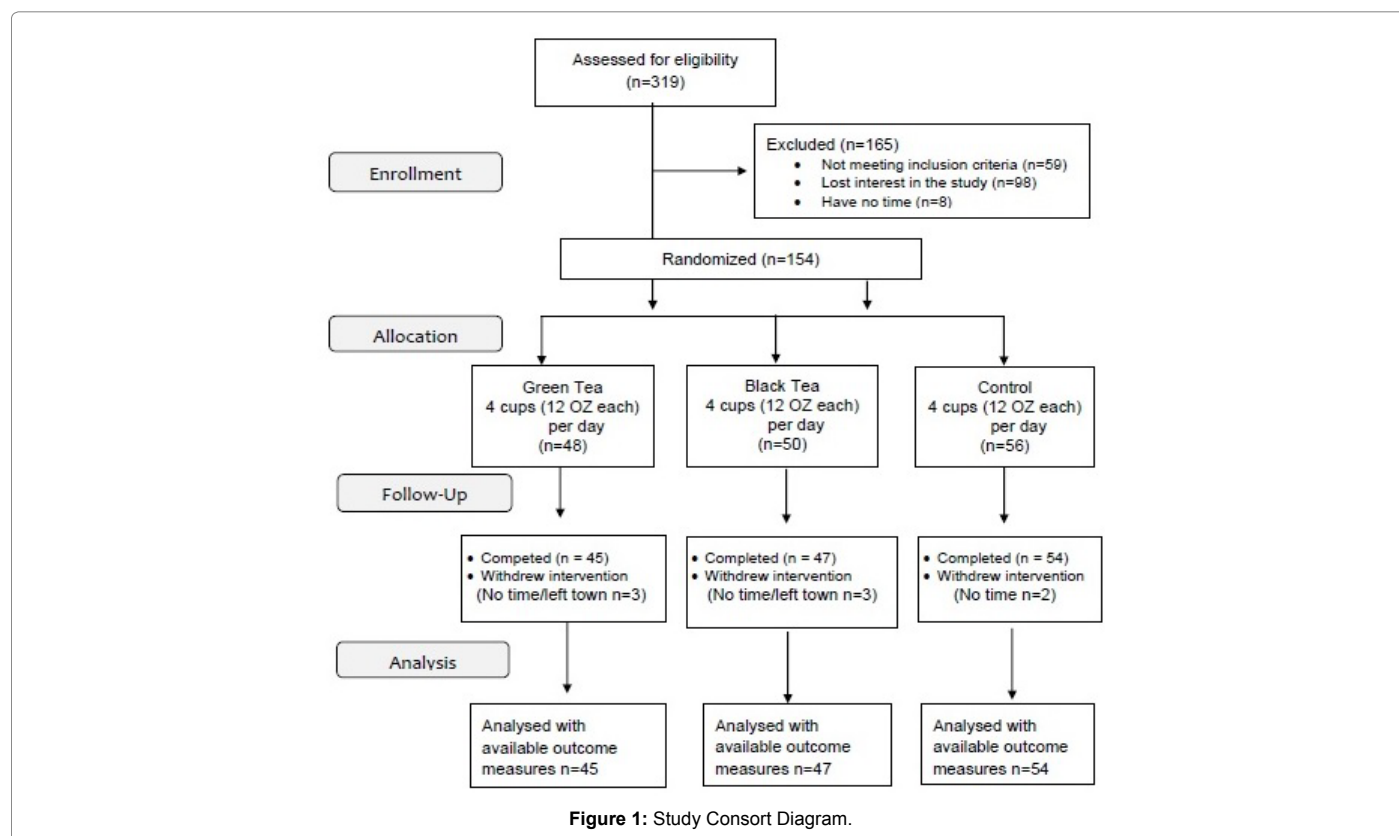 Assessed for eligibility
(n=319)
Enrollment
Excluded (n=165)
• Not meeting inclusion criteria (n=59)
• Lost interest in the study (n=98)
• Have no time (n=8)
Randomized (n=154)
Allocation
Green Tea
4 cups (12 OZ each)
per day
(n=48)
Black Tea
4 cups (12 OZ each)
per day
(n=50)
Control
4 cups (12 OZ each)
per day
(n=56)
Follow-Up
• Competed (n = 45)
• Withdrew intervention
(No time/left town n=3)
• Completed (n = 47)
• Withdrew intervention
(No time/left town n=3)
• Completed (n = 54)
• Withdrew intervention
(No time n=2)
Analysis
Analysed with
available outcome
measures n=45
Analysed with
available outcome
measures n=47
Analysed with
available outcome
measures n=54
Figure 1: Study Consort Diagram.